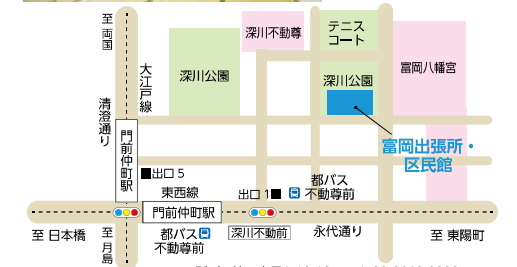 至 両国
大江戸線
清澄通り
深川公園
深川不動尊
テニス
コート
深川公園
富岡八幡宮
富岡出張所・
区民館
門前仲町駅
出口5
東西線
出口1
都バス
不動尊前
門前仲町駅
至 日本橋
至 月島
都バス
不動尊前
深川不動前
永代通り
至 東陽町